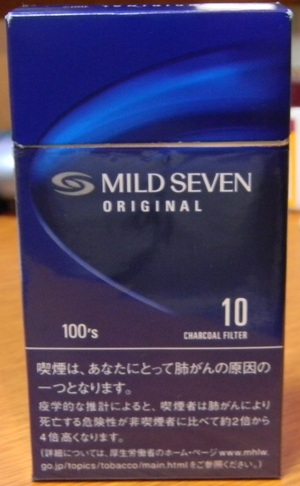 MILD SEVEN
ORIGINAL
10
100's
CHARCOAL FILTER
喫煙は、あなたにとって肺がんの原因の
一つとなります。
疫学的な推計によると、喫煙者は肺がんにより
死亡する危険性が非喫煙者に比べて約2倍から
4倍高くなります。
(詳細については、厚生労働省のホーム・ページwww.mhlw.
go.jp/topics/tobacco/main.htmlをご参照ください。)